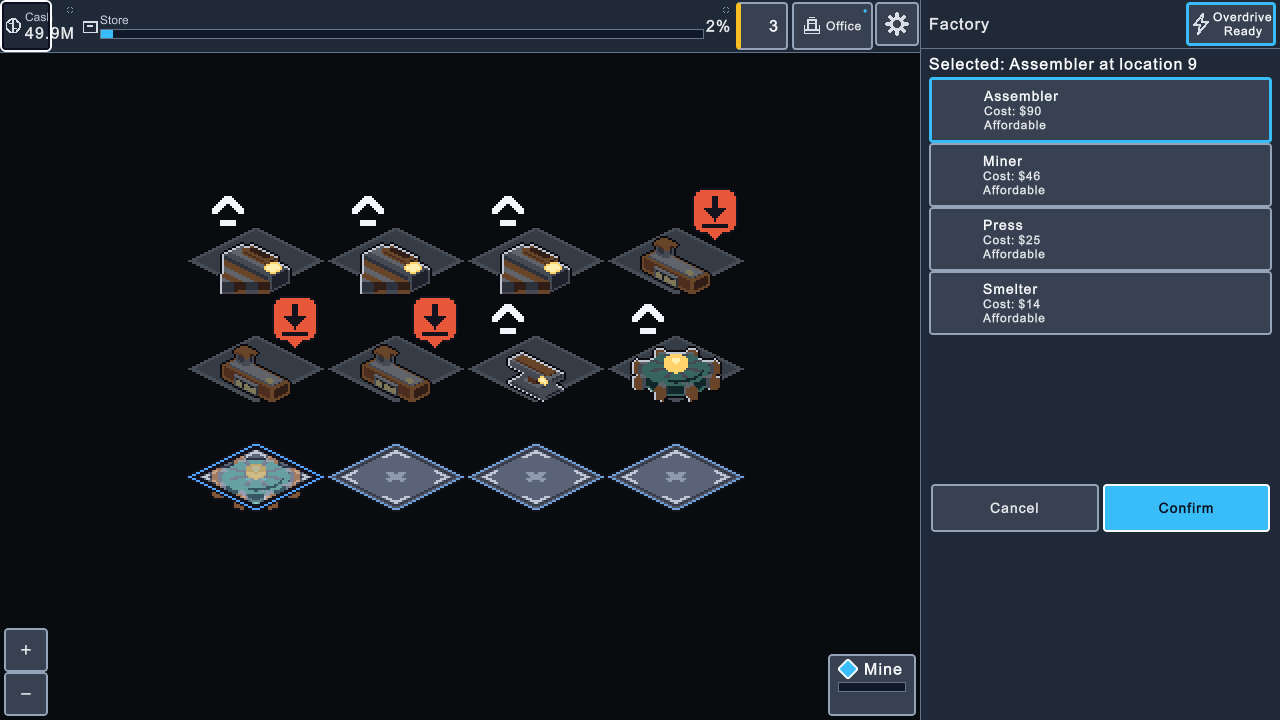 Cash
49.9M
Store
2%
3
Office
Factory
Overdrive
Ready
Selected: Assembler at location 9
Assembler
Cost: $90
Affordable
Miner
Cost: $46
Affordable
Press
Cost: $25
Affordable
Smelter
Cost: $14
Affordable
Cancel
Confirm
+
−
Mine